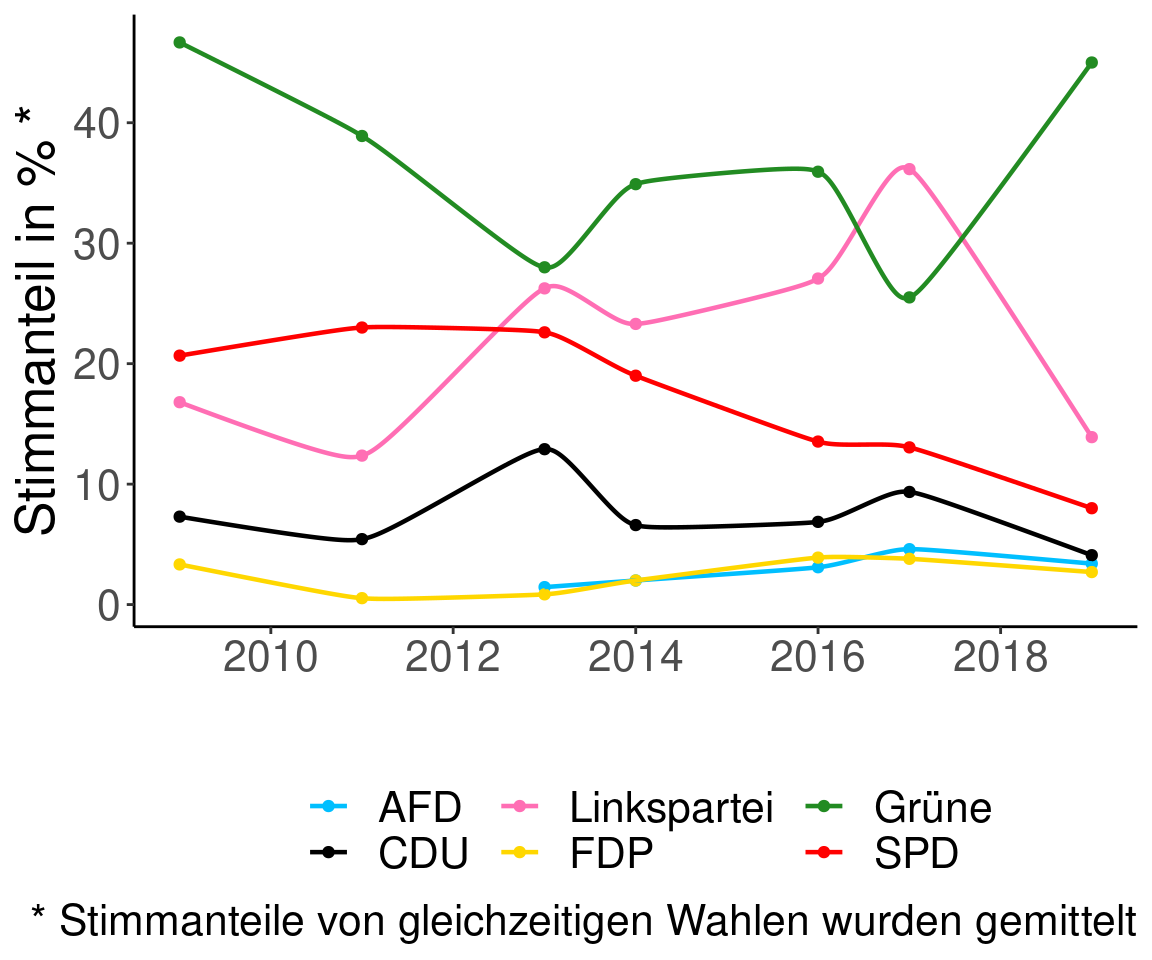 Stimmanteil in % *
40
30
20
10
0
2010 2012 2014 2016 2018
AFD Linkspartei Grüne
CDU FDP SPD
* Stimmanteile von gleichzeitigen Wahlen wurden gemittelt